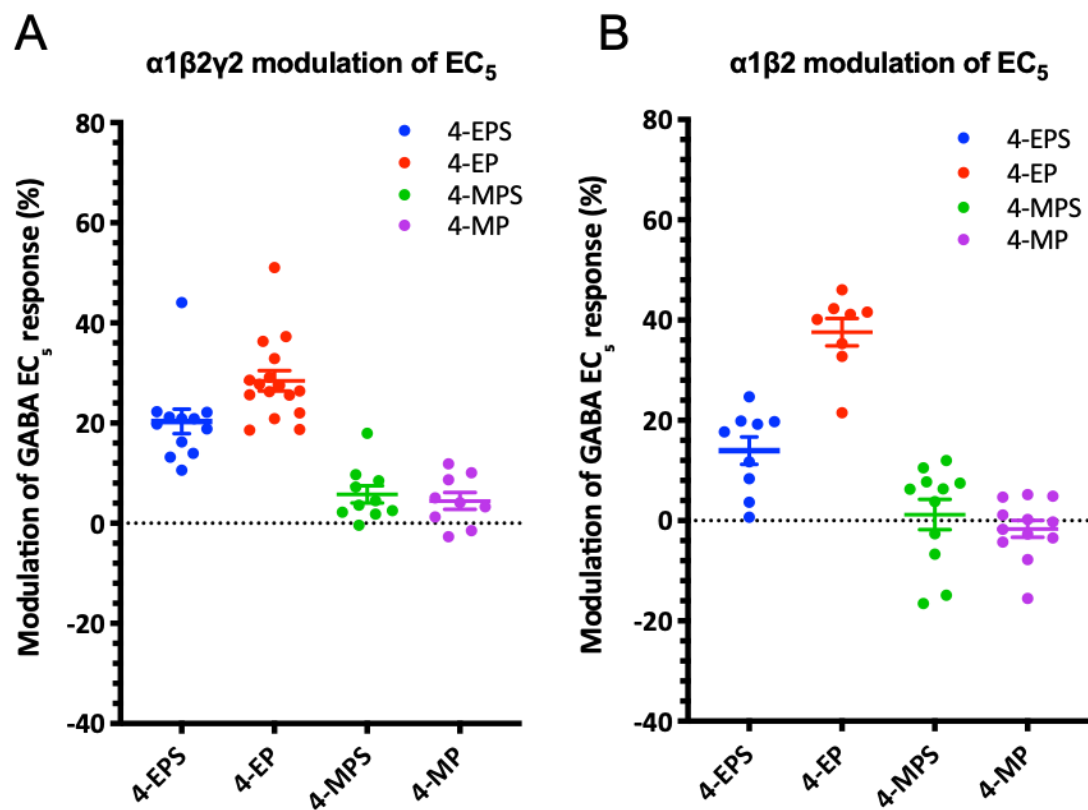 A
α1β2γ2 modulation of EC₅
Modulation of GABA EC₅ response (%)
80
60
40
20
0
-20
-40
4-EPS
4-EP
4-MPS
4-MP
4-EPS
4-EP
4-MPS
4-MP
B
α1β2 modulation of EC₅
Modulation of GABA EC₅ response (%)
80
60
40
20
0
-20
-40
4-EPS
4-EP
4-MPS
4-MP
4-EPS
4-EP
4-MPS
4-MP